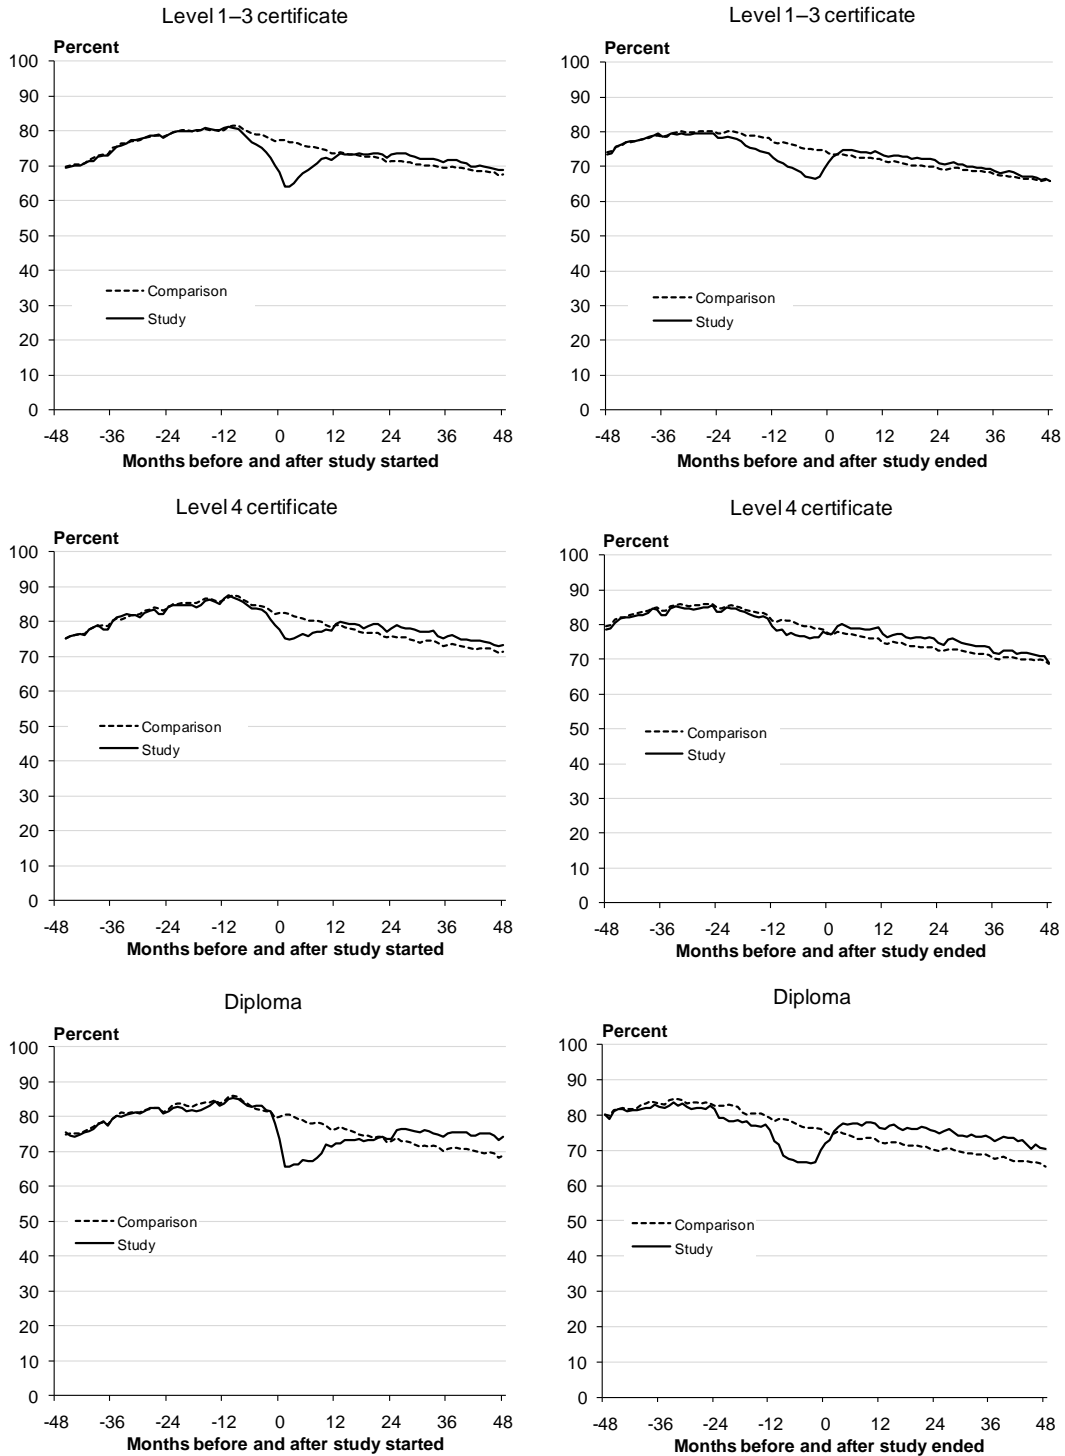 Level 1–3 certificate
Percent
100
90
80
70
60
50
40
30
20
10
0
Comparison
Study
-48 -36 -24 -12 0 12 24 36 48
Months before and after study started
Level 1–3 certificate
Percent
100
90
80
70
60
50
40
30
20
10
0
Comparison
Study
-48 -36 -24 -12 0 12 24 36 48
Months before and after study ended
Level 4 certificate
Percent
100
90
80
70
60
50
40
30
20
10
0
Comparison
Study
-48 -36 -24 -12 0 12 24 36 48
Months before and after study started
Level 4 certificate
Percent
100
90
80
70
60
50
40
30
20
10
0
Comparison
Study
-48 -36 -24 -12 0 12 24 36 48
Months before and after study ended
Diploma
Percent
100
90
80
70
60
50
40
30
20
10
0
Comparison
Study
-48 -36 -24 -12 0 12 24 36 48
Months before and after study started
Diploma
Percent
100
90
80
70
60
50
40
30
20
10
0
Comparison
Study
-48 -36 -24 -12 0 12 24 36 48
Months before and after study ended